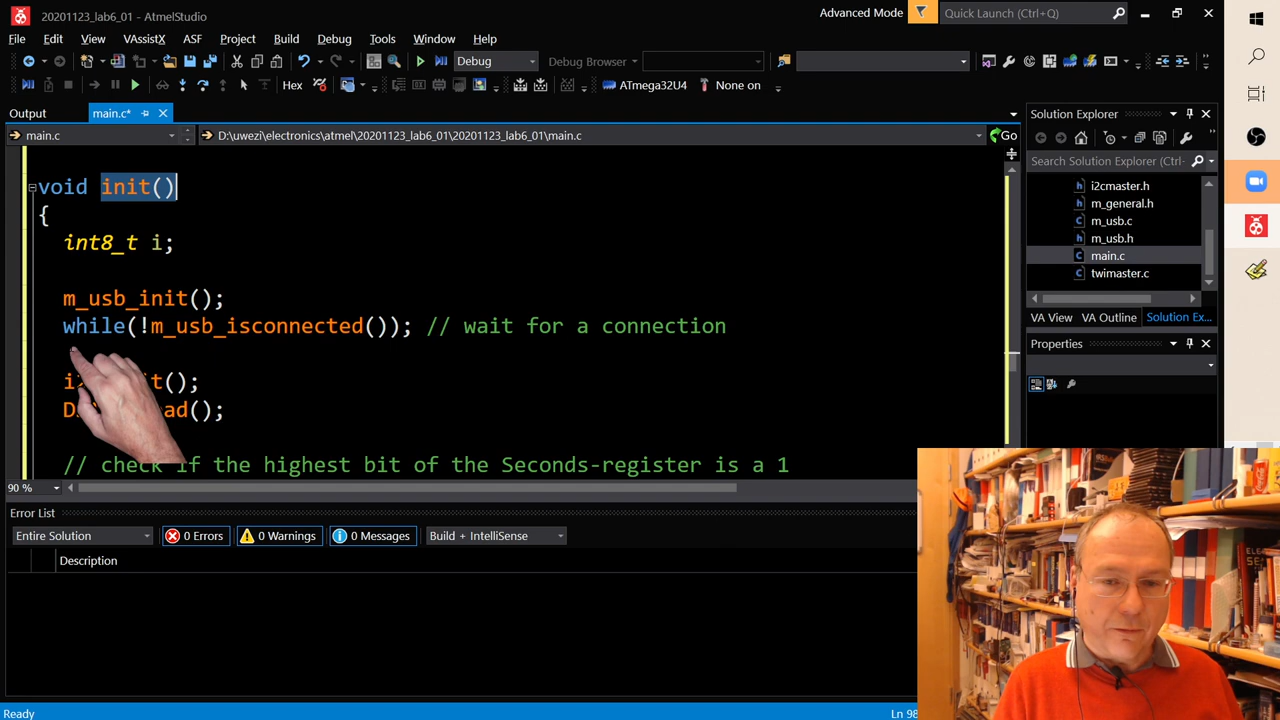 20201123_lab6_01 - AtmelStudio
Advanced Mode
Quick Launch (Ctrl+Q)
File Edit View VAssistX ASF Project Build Debug Tools Window Help
Debug Debug Browser
Hex ATmega32U4 None on
Output main.c*
main.c D:\uwezi\electronics\atmel\20201123_lab6_01\20201123_lab6_01\main.c Go
void init()
{
int8_t i;
m_usb_init();
while(!m_usb_isconnected()); // wait for a connection
t();
ad();
// check if the highest bit of the Seconds-register is a 1
90 %
Solution Explorer
Search Solution Explorer (Ctrl+
i2cmaster.h
m_general.h
m_usb.c
m_usb.h
main.c
twimaster.c
VA View VA Outline Solution Ex...
Properties
Error List
Entire Solution 0 Errors 0 Warnings 0 Messages Build + IntelliSense
Description
Ready
Ln 98